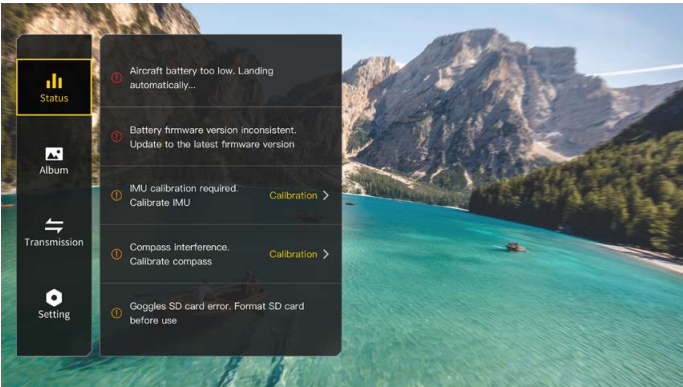 Status
Album
Transmission
Setting
Aircraft battery too low. Landing
automatically...
Battery firmware version inconsistent.
Update to the latest firmware version
IMU calibration required.
Calibrate IMU
Calibration
Compass interference.
Calibrate compass
Calibration
Goggles SD card error. Format SD card
before use